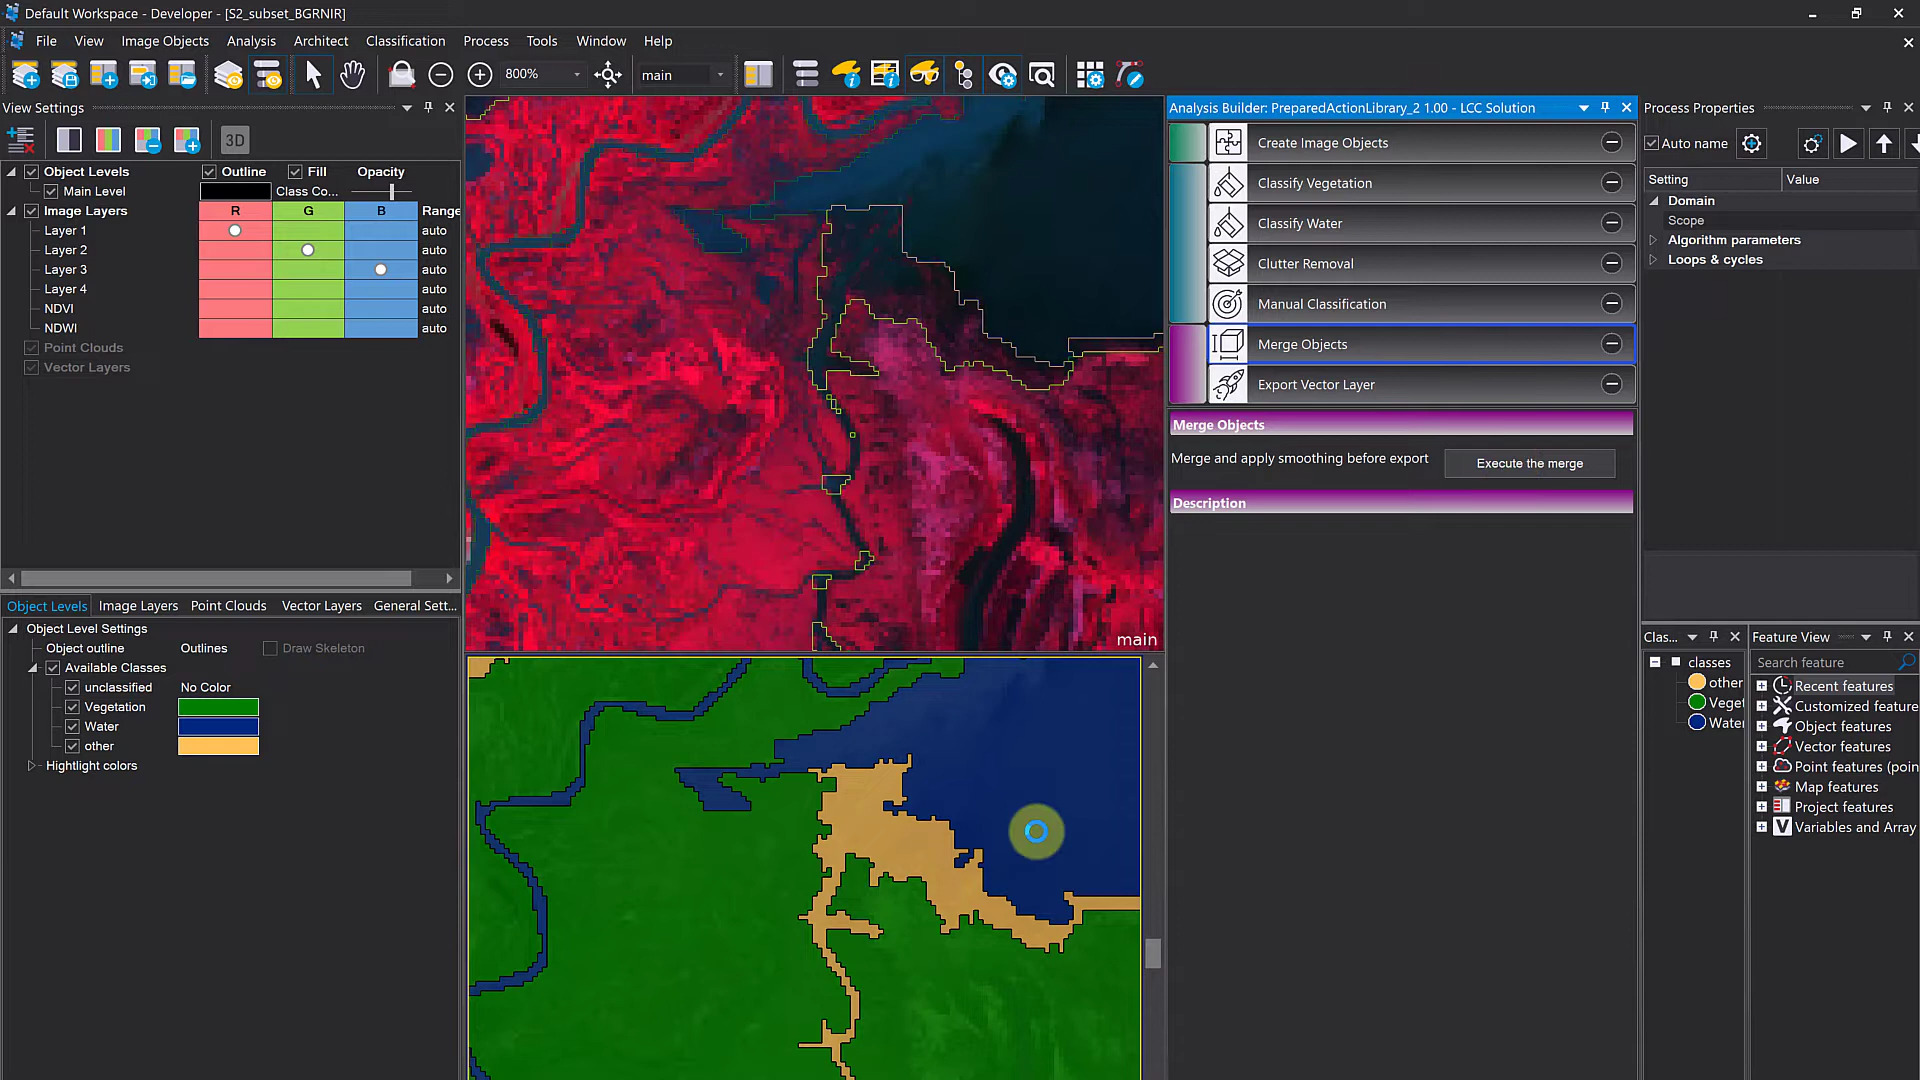 Default Workspace - Developer - [S2_subset_BGRNIR]
File View Image Objects Analysis Architect Classification Process Tools Window Help
800% main
View Settings
3D
Object Levels Outline Fill Opacity
Main Level Class Co...
Image Layers R G B Range
Layer 1 auto
Layer 2 auto
Layer 3 auto
Layer 4 auto
NDVI auto
NDWI auto
Point Clouds
Vector Layers
Object Levels Image Layers Point Clouds Vector Layers General Sett...
Object Level Settings
Object outline Outlines Draw Skeleton
Available Classes
unclassified No Color
Vegetation
Water
other
Hightlight colors
main
Analysis Builder: PreparedActionLibrary_2 1.00 - LCC Solution
Create Image Objects
Classify Vegetation
Classify Water
Clutter Removal
Manual Classification
Merge Objects
Export Vector Layer
Merge Objects
Merge and apply smoothing before export Execute the merge
Description
Process Properties
Auto name
Setting Value
Domain
Scope
Algorithm parameters
Loops & cycles
Clas...
classes
other
Veget
Water
Feature View
Search feature
Recent features
Customized feature
Object features
Vector features
Point features (poin
Map features
Project features
Variables and Array